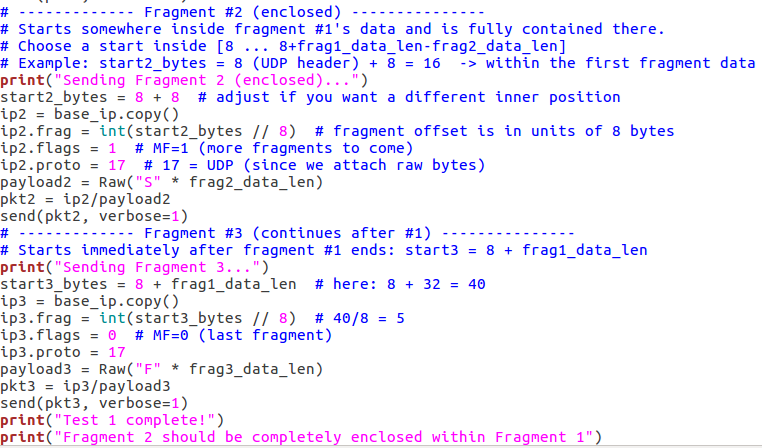 # ------------- Fragment #2 (enclosed) ---------------
# Starts somewhere inside fragment #1's data and is fully contained there.
# Choose a start inside [8 ... 8+frag1_data_len-frag2_data_len]
# Example: start2_bytes = 8 (UDP header) + 8 = 16  -> within the first fragment data
print("Sending Fragment 2 (enclosed)...")
start2_bytes = 8 + 8  # adjust if you want a different inner position
ip2 = base_ip.copy()
ip2.frag = int(start2_bytes // 8)  # fragment offset is in units of 8 bytes
ip2.flags = 1  # MF=1 (more fragments to come)
ip2.proto = 17  # 17 = UDP (since we attach raw bytes)
payload2 = Raw("S" * frag2_data_len)
pkt2 = ip2/payload2
send(pkt2, verbose=1)
# ------------- Fragment #3 (continues after #1) ---------------
# Starts immediately after fragment #1 ends: start3 = 8 + frag1_data_len
print("Sending Fragment 3...")
start3_bytes = 8 + frag1_data_len  # here: 8 + 32 = 40
ip3 = base_ip.copy()
ip3.frag = int(start3_bytes // 8)  # 40/8 = 5
ip3.flags = 0  # MF=0 (last fragment)
ip3.proto = 17
payload3 = Raw("F" * frag3_data_len)
pkt3 = ip3/payload3
send(pkt3, verbose=1)
print("Test 1 complete!")
print("Fragment 2 should be completely enclosed within Fragment 1")